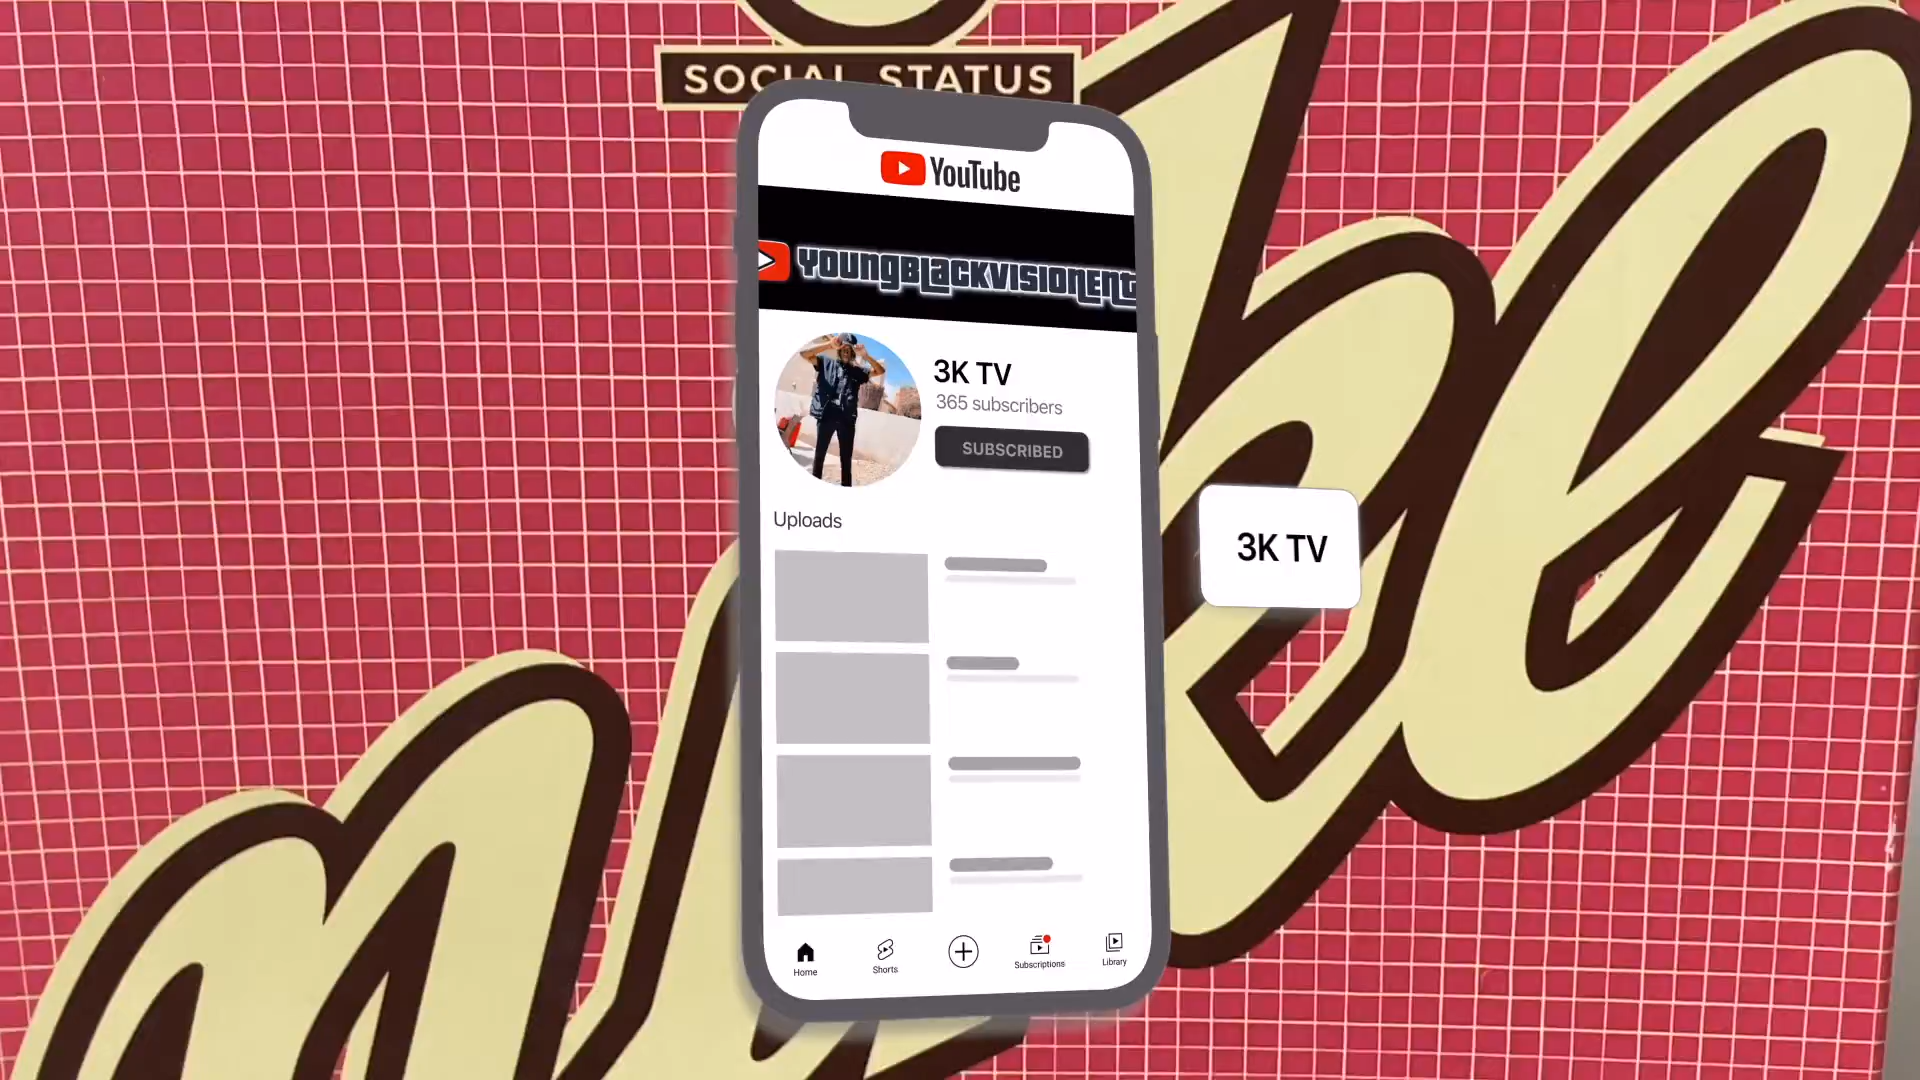 SOCIAL STATUS
YouTube
YOUNGBLACKVISIONENT
3K TV
365 subscribers
SUBSCRIBED
3K TV
Uploads
Home
Shorts
Subscriptions
Library